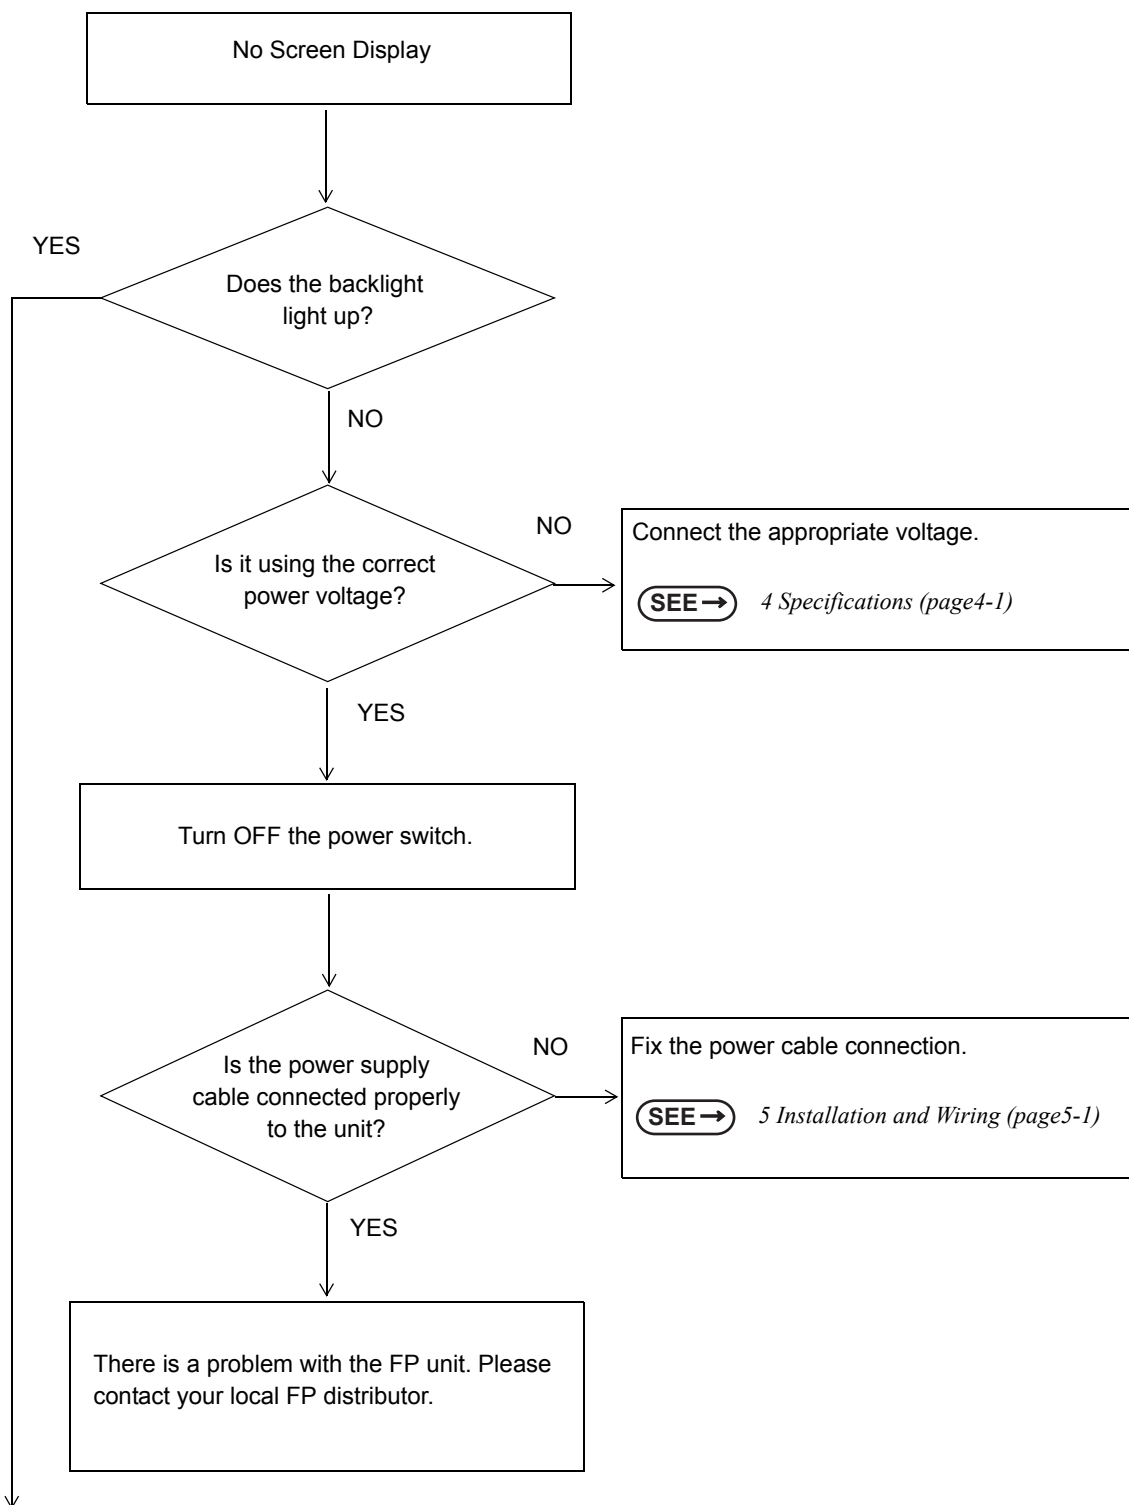 No Screen Display
YES
Does the backlight
light up?
NO
Is it using the correct
power voltage?
NO
Connect the appropriate voltage.
SEE→ 4 Specifications (page4-1)
YES
Turn OFF the power switch.
Is the power supply
cable connected properly
to the unit?
NO
Fix the power cable connection.
SEE→ 5 Installation and Wiring (page5-1)
YES
There is a problem with the FP unit. Please
contact your local FP distributor.